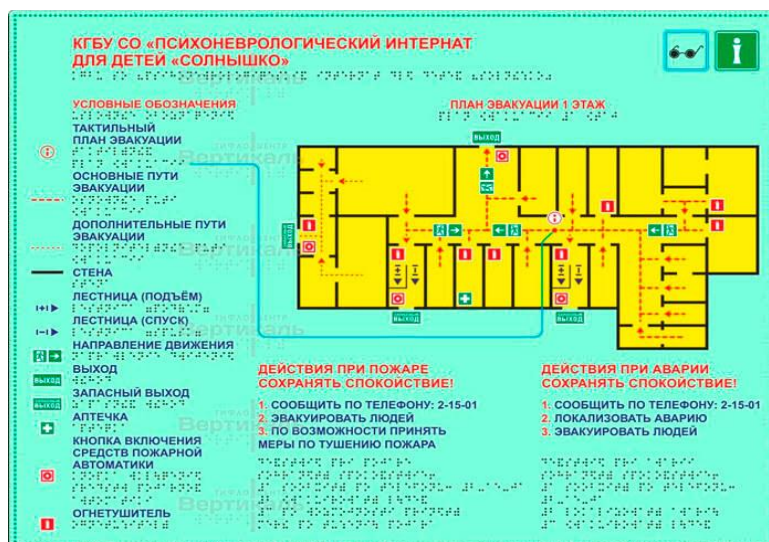 КГБУ СО «ПСИХОНЕВРОЛОГИЧЕСКИЙ ИНТЕРНАТ
ДЛЯ ДЕТЕЙ «СОЛНЫШКО»
УСЛОВНЫЕ ОБОЗНАЧЕНИЯ
ТАКТИЛЬНЫЙ
ПЛАН ЭВАКУАЦИИ
ОСНОВНЫЕ ПУТИ
ЭВАКУАЦИИ
ДОПОЛНИТЕЛЬНЫЕ ПУТИ
ЭВАКУАЦИИ
СТЕНА
ЛЕСТНИЦА (ПОДЪЁМ)
ЛЕСТНИЦА (СПУСК)
НАПРАВЛЕНИЕ ДВИЖЕНИЯ
ВЫХОД
ВЫХОД
ЗАПАСНЫЙ ВЫХОД
ВЫХОД
АПТЕЧКА
КНОПКА ВКЛЮЧЕНИЯ
СРЕДСТВ ПОЖАРНОЙ
АВТОМАТИКИ
ОГНЕТУШИТЕЛЬ
ПЛАН ЭВАКУАЦИИ 1 ЭТАЖ
ВЫХОД
ВЫХОД
ВЫХОД
ВЫХОД
ТИФЛОЦЕНТР
Вертикаль
ДЕЙСТВИЯ ПРИ ПОЖАРЕ
СОХРАНЯТЬ СПОКОЙСТВИЕ!
1. СООБЩИТЬ ПО ТЕЛЕФОНУ: 2-15-01
2. ЭВАКУИРОВАТЬ ЛЮДЕЙ
3. ПО ВОЗМОЖНОСТИ ПРИНЯТЬ
МЕРЫ ПО ТУШЕНИЮ ПОЖАРА
ДЕЙСТВИЯ ПРИ АВАРИИ
СОХРАНЯТЬ СПОКОЙСТВИЕ!
1. СООБЩИТЬ ПО ТЕЛЕФОНУ: 2-15-01
2. ЛОКАЛИЗОВАТЬ АВАРИЮ
3. ЭВАКУИРОВАТЬ ЛЮДЕЙ